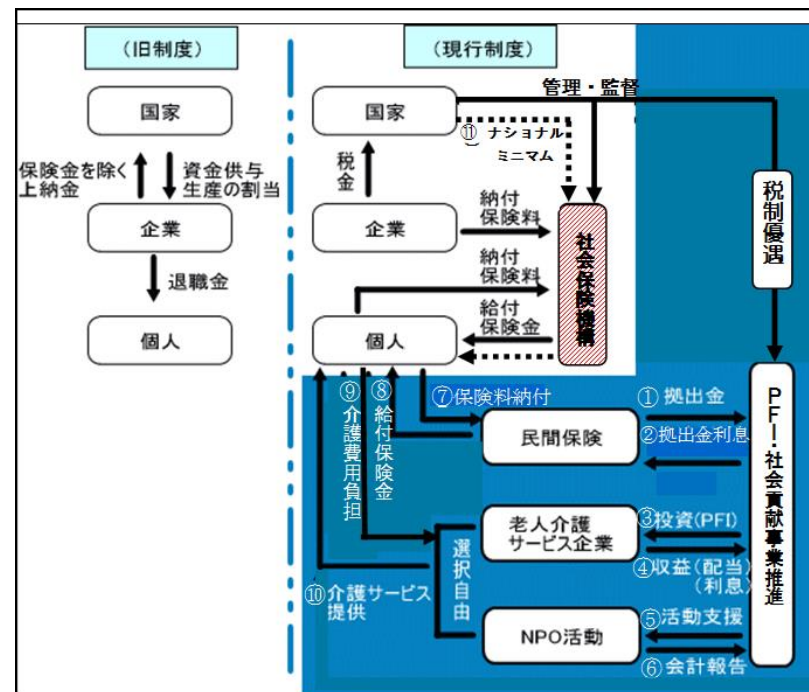 （旧制度）
国家
保険金を除く
上納金
資金供与
生産の割当
企業
退職金
個人
（現行制度）
国家
管理・監督
⑪ ナショナル
ミニマム
税金
企業
納付
保険料
納付
保険料
給付
保険金
個人
社会保険機構
税制優遇
⑦保険料納付
⑧給付保険金
⑨介護費用負担
民間保険
①拠出金
②拠出金利息
老人介護
サービス企業
③投資(PFI)
④収益(配当)
(利息)
選択自由
⑩介護サービス
提供
NPO活動
⑤活動支援
⑥会計報告
PFI・社会貢献事業推進